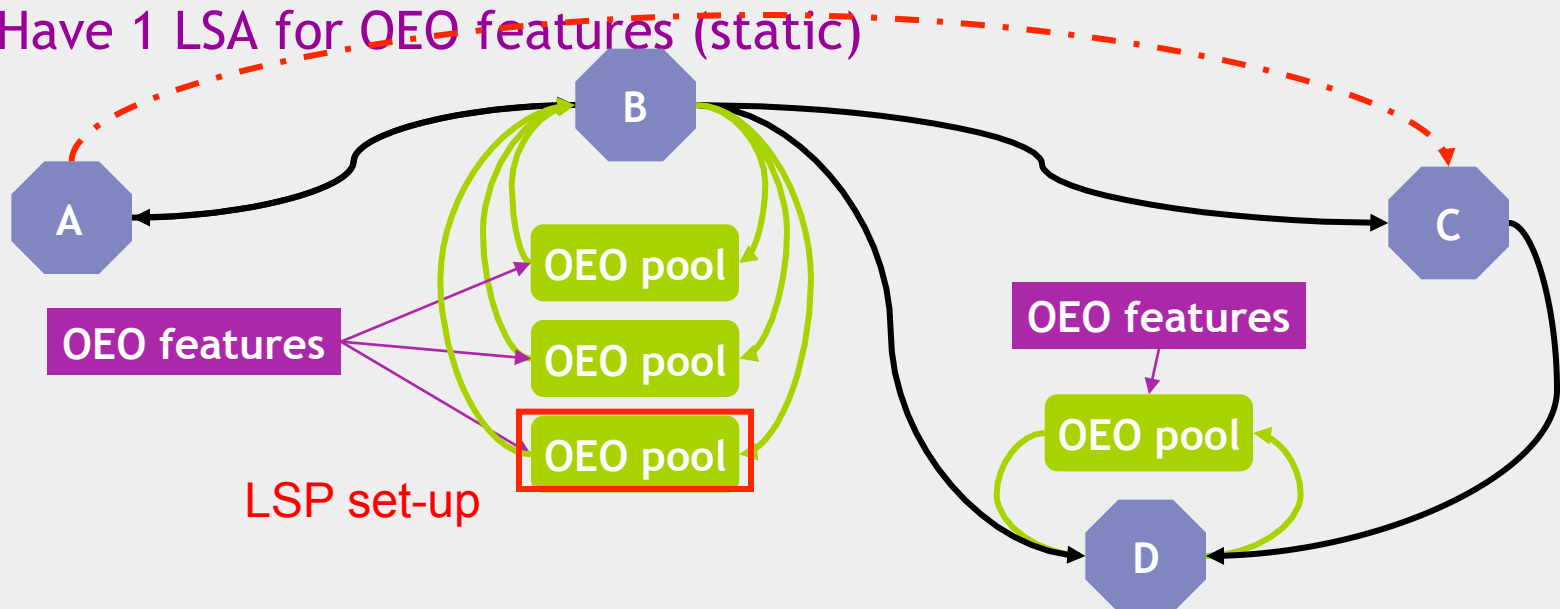 Have 1 LSA for OEO features (static)
B
A
C
OEO pool
OEO features
OEO features
OEO pool
OEO pool
OEO pool
LSP set-up
D